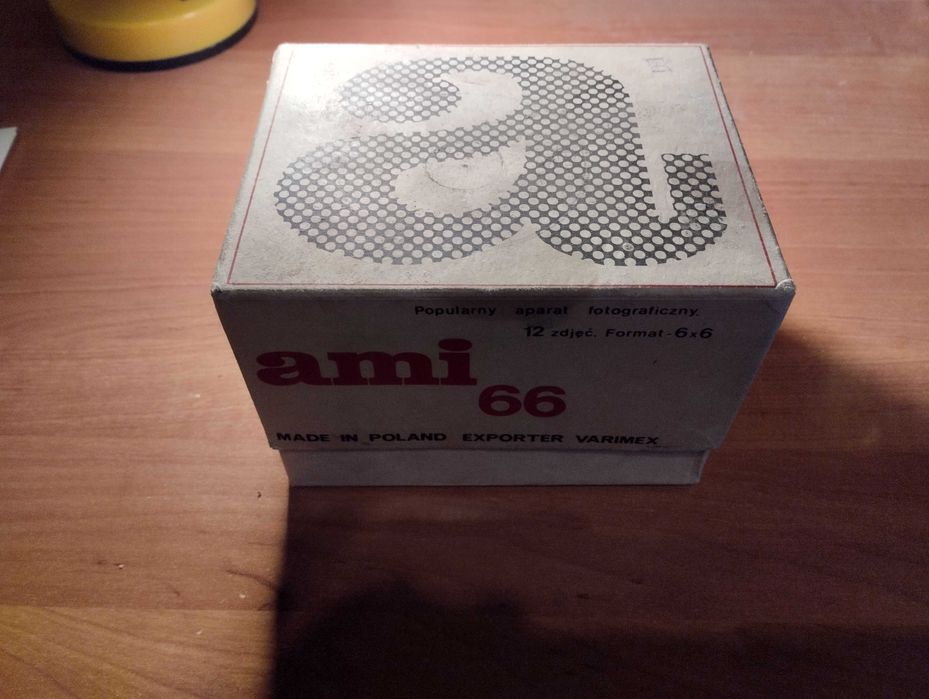 a
Popularny aparat fotograficzny.
12 zdjęć. Format-6x6
ami
66
MADE IN POLAND EXPORTER VARIMEX